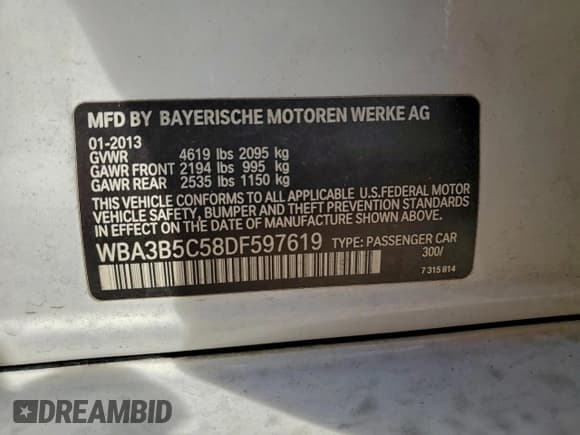 MFD BY BAYERISCHE MOTOREN WERKE AG
01-2013
GVWR 4619 lbs 2095 kg
GAWR FRONT 2194 lbs 995 kg
GAWR REAR 2535 lbs 1150 kg
THIS VEHICLE CONFORMS TO ALL APPLICABLE U.S.FEDERAL MOTOR
VEHICLE SAFETY, BUMPER AND THEFT PREVENTION STANDARDS
IN EFFECT ON THE DATE OF MANUFACTURE SHOWN ABOVE.
WBA3B5C58DF597619 TYPE: PASSENGER CAR
300/
7 315 814
DREAMBID